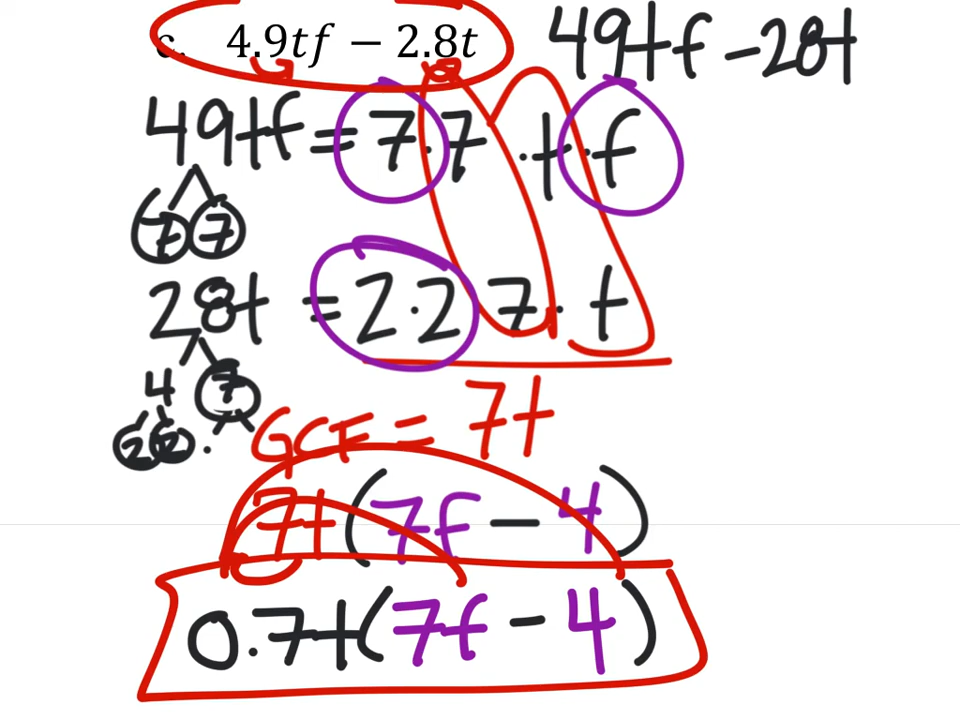 c. 4.9tf − 2.8t
49tf − 28t
49tf = 7·7·t·f
7 7
28t = 2·2 7·t
4 7
2 2 ·
GCF = 7t
7t(7f − 4)
0.7t(7f − 4)